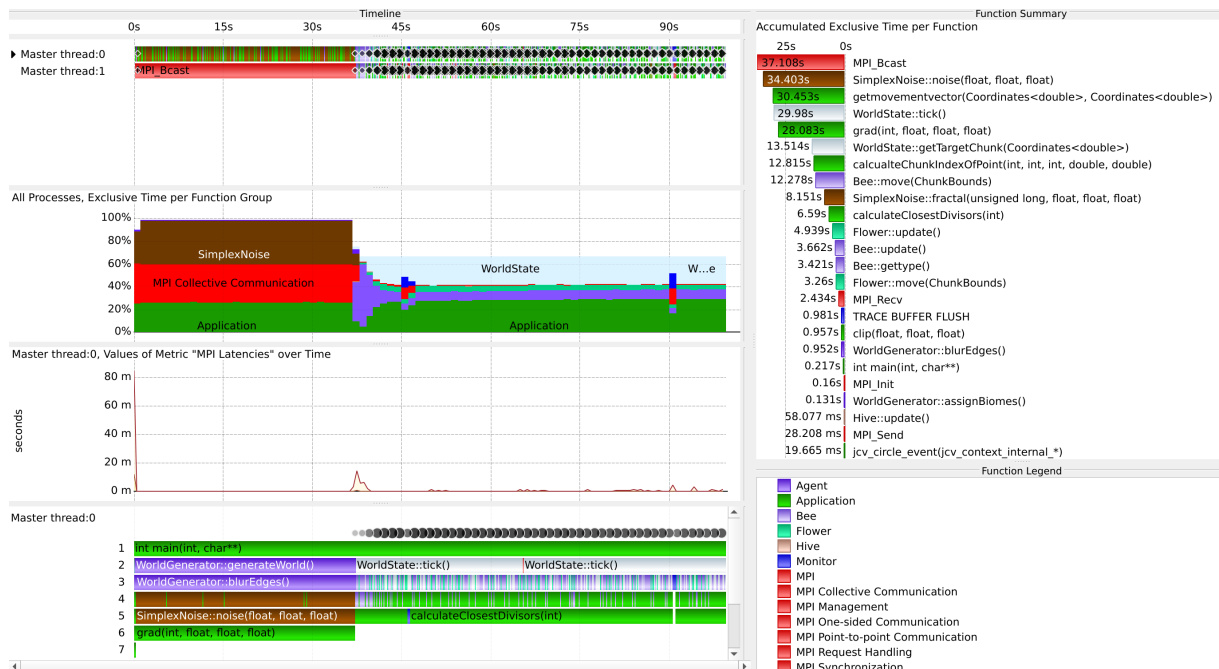 Timeline
0s 15s 30s 45s 60s 75s 90s
Master thread:0
Master thread:1
MPI_Bcast
All Processes, Exclusive Time per Function Group
100%
80%
60%
40%
20%
0%
SimplexNoise
MPI Collective Communication
Application
WorldState
W...e
Application
Master thread:0, Values of Metric "MPI Latencies" over Time
80 m
60 m
40 m
20 m
0 m
seconds
Master thread:0
1 int main(int, char**)
2 WorldGenerator::generateWorld() WorldState::tick() WorldState::tick()
3 WorldGenerator::blurEdges()
4
5 SimplexNoise::noise(float, float, float) calculateClosestDivisors(int)
6 grad(int, float, float, float)
7
Function Summary
Accumulated Exclusive Time per Function
25s 0s
37.108s MPI_Bcast
34.403s SimplexNoise::noise(float, float, float)
30.453s getmovementvector(Coordinates<double>, Coordinates<double>)
29.98s WorldState::tick()
28.083s grad(int, float, float, float)
13.514s WorldState::getTargetChunk(Coordinates<double>)
12.815s calcualteChunkIndexOfPoint(int, int, int, double, double)
12.278s Bee::move(ChunkBounds)
8.151s SimplexNoise::fractal(unsigned long, float, float, float)
6.59s calculateClosestDivisors(int)
4.939s Flower::update()
3.662s Bee::update()
3.421s Bee::gettype()
3.26s Flower::move(ChunkBounds)
2.434s MPI_Recv
0.981s TRACE BUFFER FLUSH
0.957s clip(float, float, float)
0.952s WorldGenerator::blurEdges()
0.217s int main(int, char**)
0.16s MPI_Init
0.131s WorldGenerator::assignBiomes()
58.077 ms Hive::update()
28.208 ms MPI_Send
19.665 ms jcv_circle_event(jcv_context_internal_*)
Function Legend
Agent
Application
Bee
Flower
Hive
Monitor
MPI
MPI Collective Communication
MPI Management
MPI One-sided Communication
MPI Point-to-point Communication
MPI Request Handling
MPI Synchronization